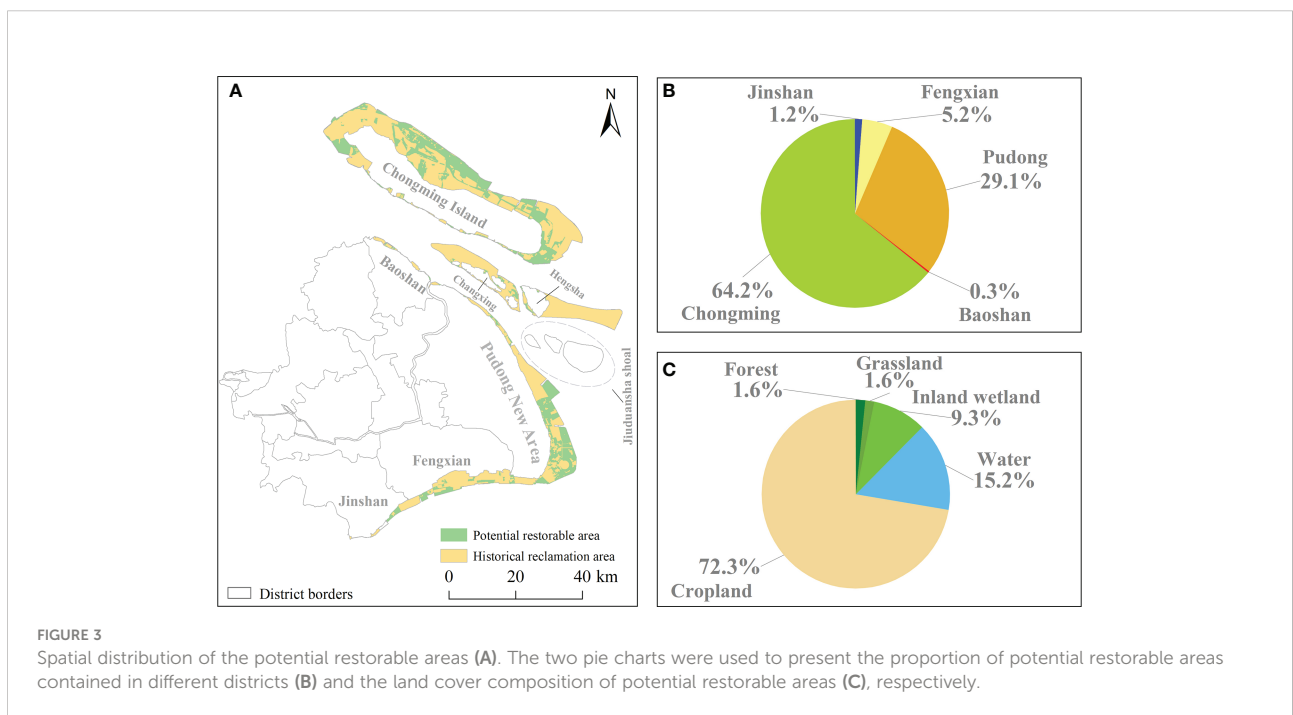 A
N
Chongming Island
Baoshan
Changxing
Hengsha
Jiuduansha shoal
Pudong New Area
Fengxian
Jinshan
Potential restorable area
Historical reclamation area
0 20 40 km
District borders
B
Jinshan
1.2%
Fengxian
5.2%
Pudong
29.1%
0.3%
Baoshan
64.2%
Chongming
C
Forest
1.6%
Grassland
1.6%
Inland wetland
9.3%
Water
15.2%
72.3%
Cropland
FIGURE 3
Spatial distribution of the potential restorable areas (A). The two pie charts were used to present the proportion of potential restorable areas
contained in different districts (B) and the land cover composition of potential restorable areas (C), respectively.